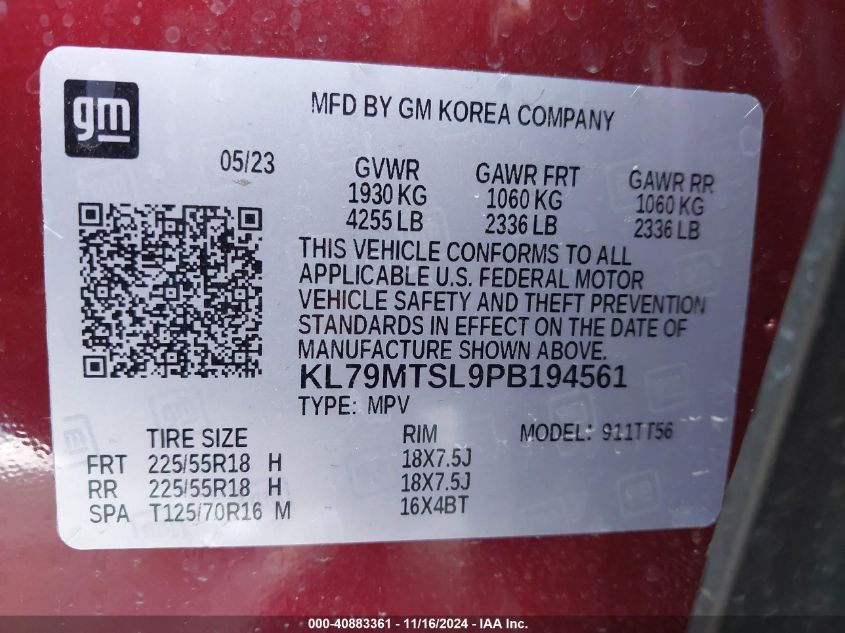 gm
MFD BY GM KOREA COMPANY
05/23 GVWR GAWR FRT GAWR RR
1930 KG 1060 KG 1060 KG
4255 LB 2336 LB 2336 LB
THIS VEHICLE CONFORMS TO ALL
APPLICABLE U.S. FEDERAL MOTOR
VEHICLE SAFETY AND THEFT PREVENTION
STANDARDS IN EFFECT ON THE DATE OF
MANUFACTURE SHOWN ABOVE.
KL79MTSL9PB194561
TYPE: MPV
TIRE SIZE RIM MODEL: 911TT56
FRT 225/55R18 H 18X7.5J
RR 225/55R18 H 18X7.5J
SPA T125/70R16 M 16X4BT
000-40883361 - 11/16/2024 - IAA Inc.